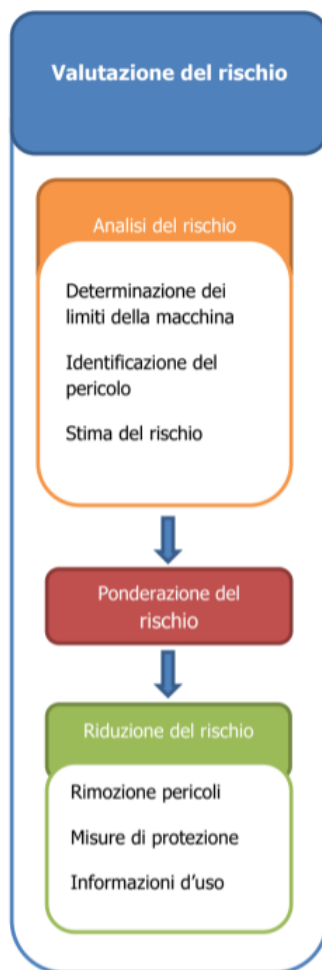 Valutazione del rischio
Analisi del rischio
Determinazione dei
limiti della macchina
Identificazione del
pericolo
Stima del rischio
Ponderazione del
rischio
Riduzione del rischio
Rimozione pericoli
Misure di protezione
Informazioni d’uso